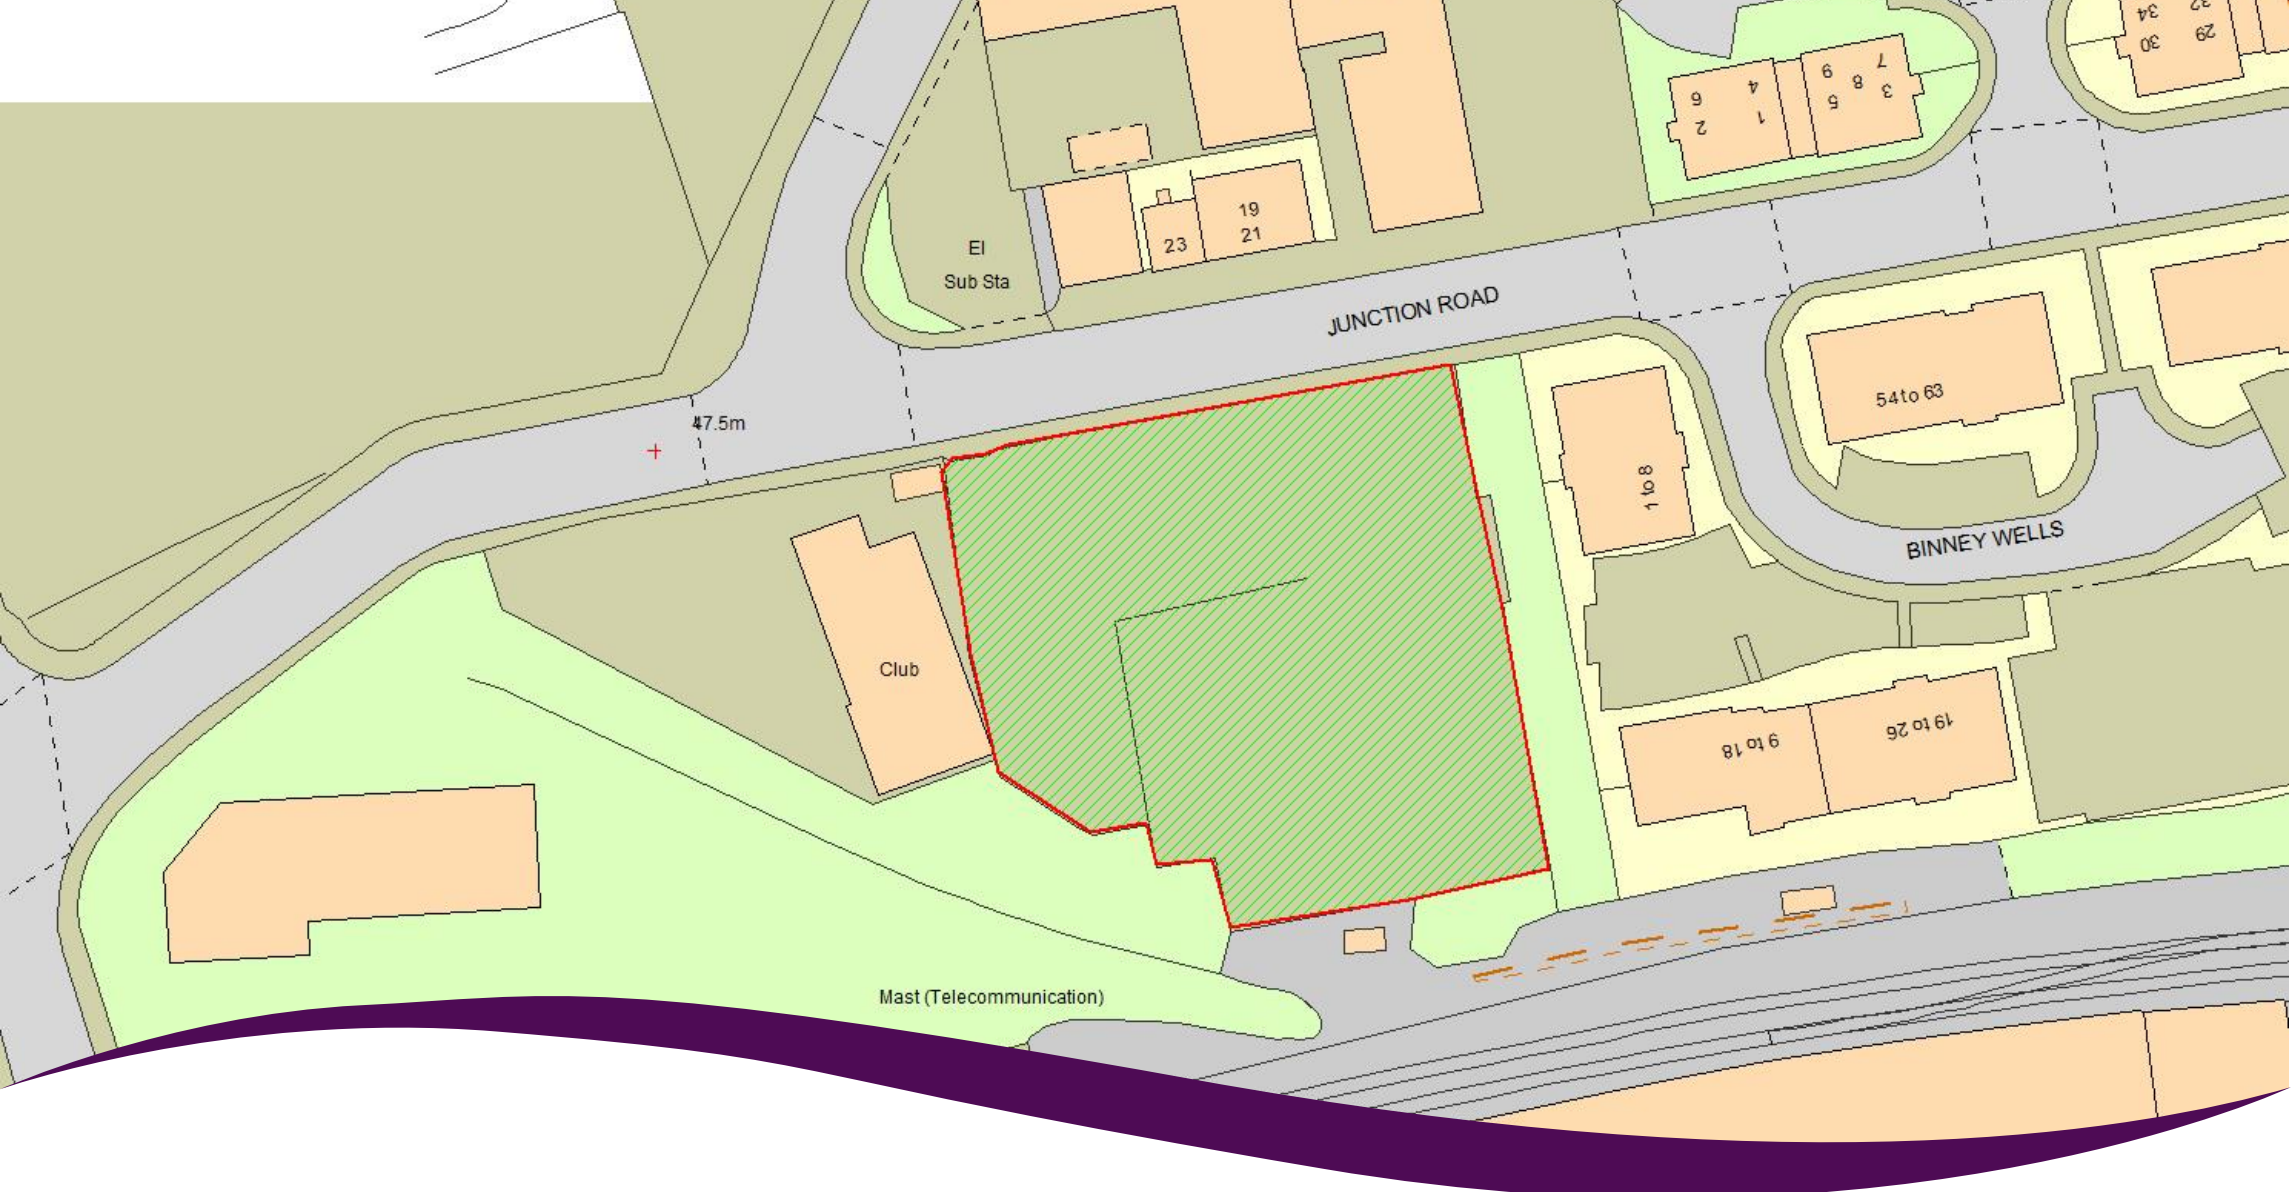 34 32
30 29
7
9 8
6 4 5 3
2 1
19
El 23 21
Sub Sta
JUNCTION ROAD
54 to 63
47.5m
1 to 8
BINNEY WELLS
Club
9 to 18 19 to 26
Mast (Telecommunication)